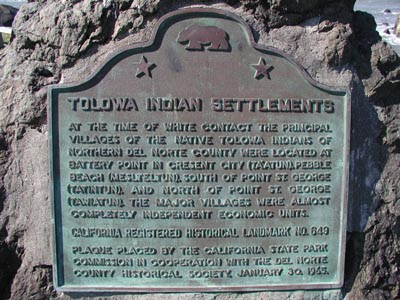 TOLOWA INDIAN SETTLEMENTS
AT THE TIME OF WHITE CONTACT THE PRINCIPAL
VILLAGES OF THE NATIVE TOLOWA INDIANS OF
NORTHERN DEL NORTE COUNTY WERE LOCATED AT
BATTERY POINT IN CRESENT CITY (TA'ATUN), PEBBLE
BEACH (MESLTELTUN), SOUTH OF POINT ST. GEORGE
(TATINTUN), AND NORTH OF POINT ST. GEORGE
(TAWIATUN). THE MAJOR VILLAGES WERE ALMOST
COMPLETELY INDEPENDENT ECONOMIC UNITS.
CALIFORNIA REGISTERED HISTORICAL LANDMARK NO. 649
PLAQUE PLACED BY THE CALIFORNIA STATE PARK
COMMISSION IN COOPERATION WITH THE DEL NORTE
COUNTY HISTORICAL SOCIETY, JANUARY 30, 1965.